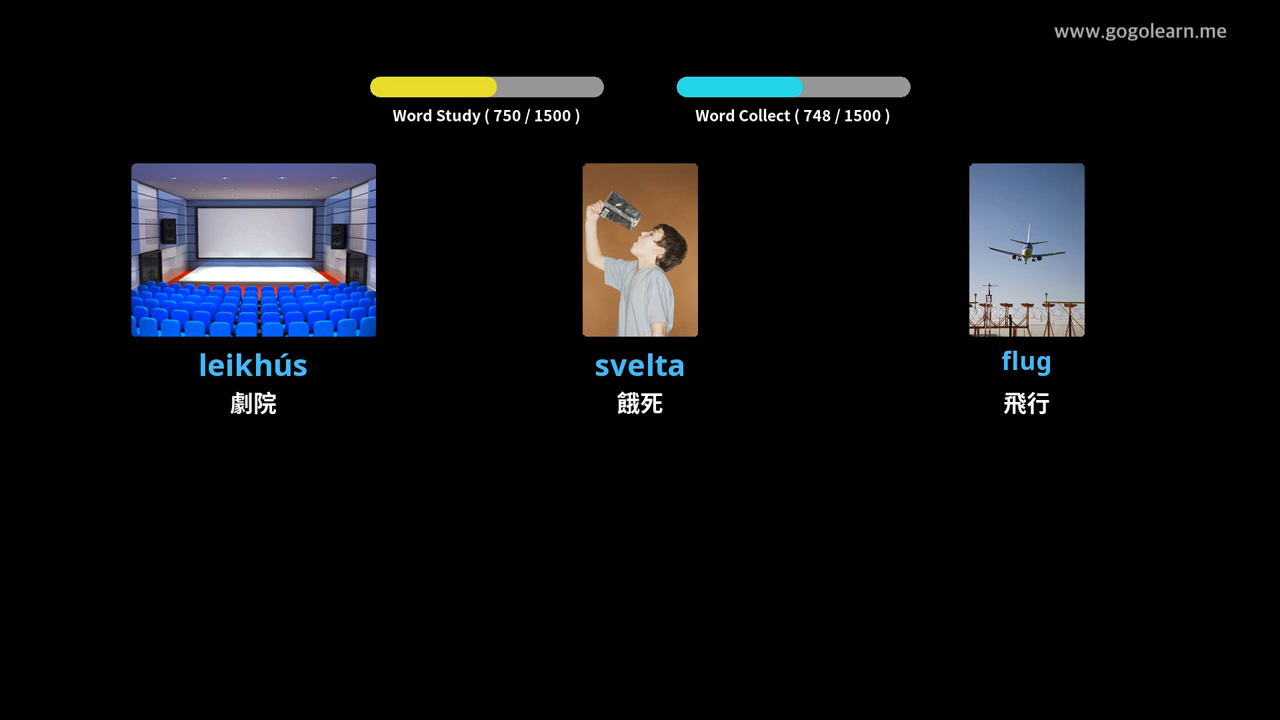 www.gogolearn.me
Word Study ( 750 / 1500 )
Word Collect ( 748 / 1500 )
leikhús
劇院
svelta
餓死
flug
飛行